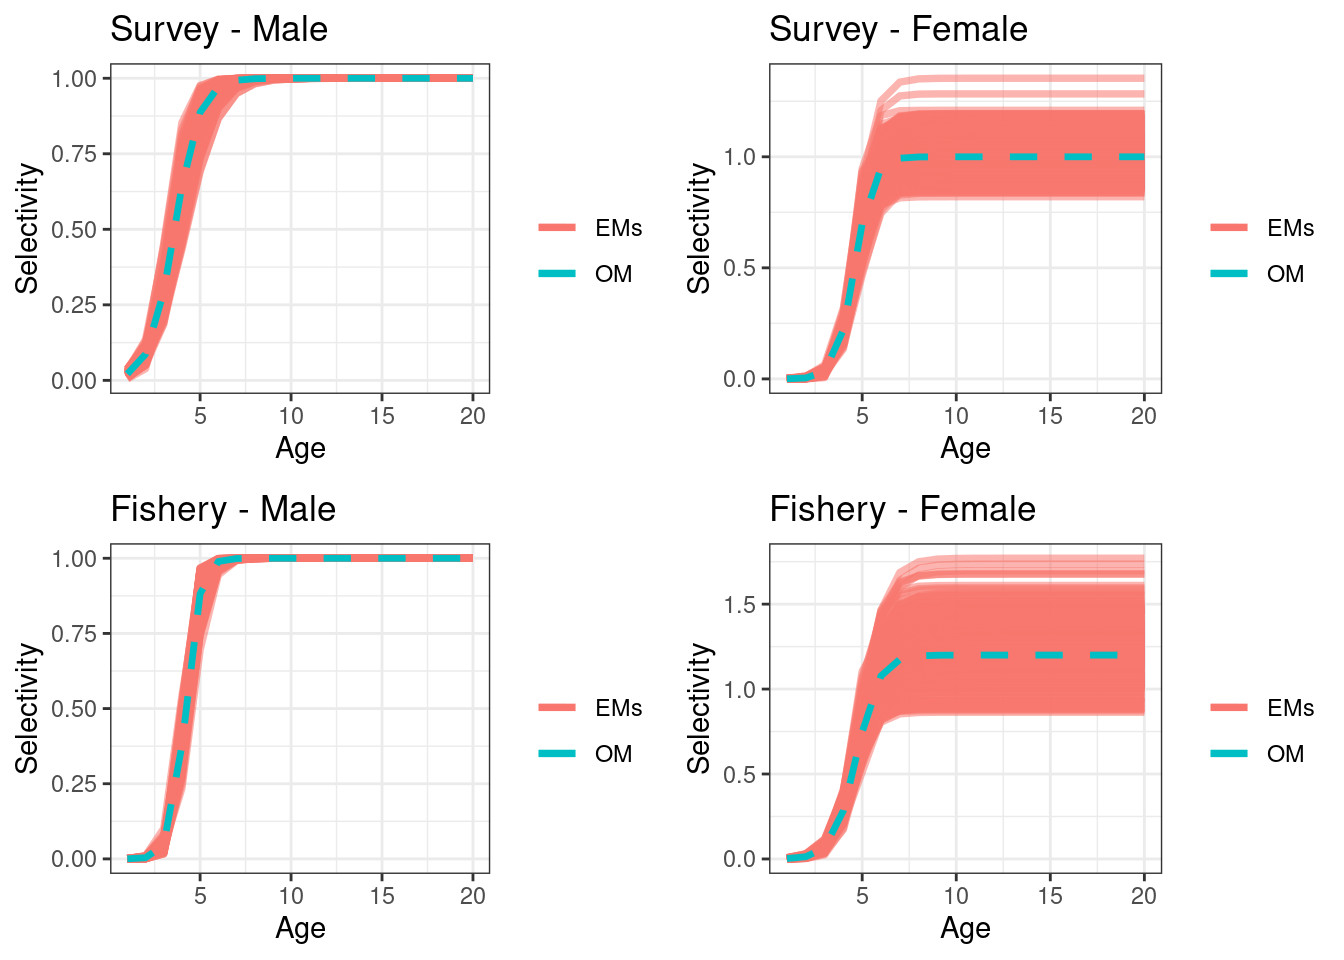 Survey - Male
Selectivity
1.00
0.75
0.50
0.25
0.00
5 10 15 20
Age
EMs
OM
Survey - Female
Selectivity
1.0
0.5
0.0
5 10 15 20
Age
EMs
OM
Fishery - Male
Selectivity
1.00
0.75
0.50
0.25
0.00
5 10 15 20
Age
EMs
OM
Fishery - Female
Selectivity
1.5
1.0
0.5
0.0
5 10 15 20
Age
EMs
OM